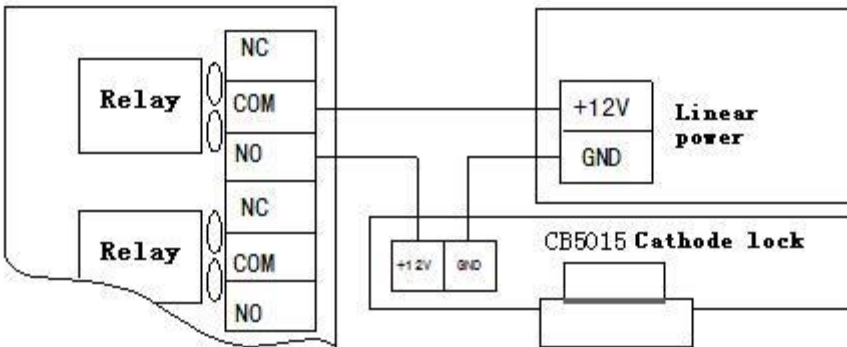 NC
Relay
COM
NO
+12V
GND
Linear
power
NC
Relay
COM
NO
+12V
GND
CB5015 Cathode lock